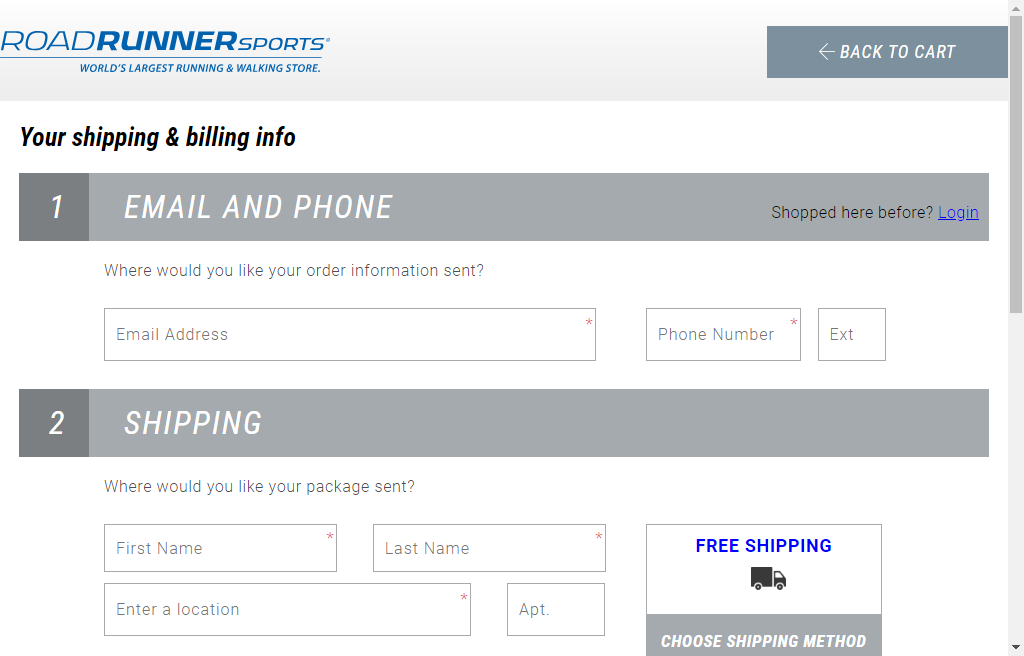 ROADRUNNERSPORTS®
WORLD'S LARGEST RUNNING & WALKING STORE.
BACK TO CART
Your shipping & billing info
1 EMAIL AND PHONE
Shopped here before? Login
Where would you like your order information sent?
Email Address *
Phone Number *
Ext
2 SHIPPING
Where would you like your package sent?
First Name *
Last Name *
FREE SHIPPING
Enter a location *
Apt.
CHOOSE SHIPPING METHOD